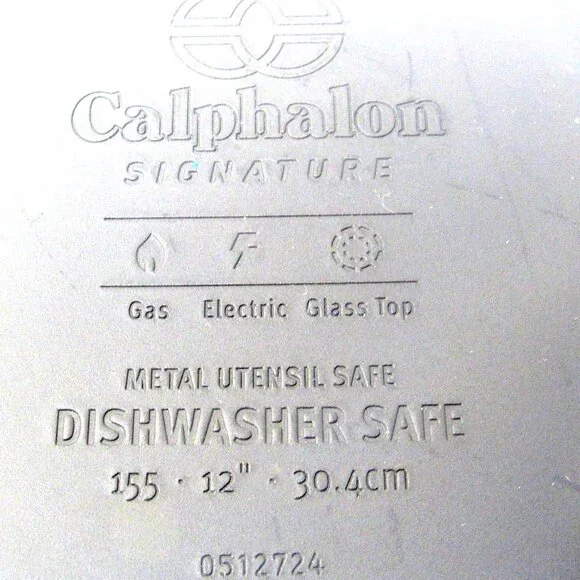 Calphalon
SIGNATURE
Gas Electric Glass Top
METAL UTENSIL SAFE
DISHWASHER SAFE
155 · 12" · 30.4cm
0512724